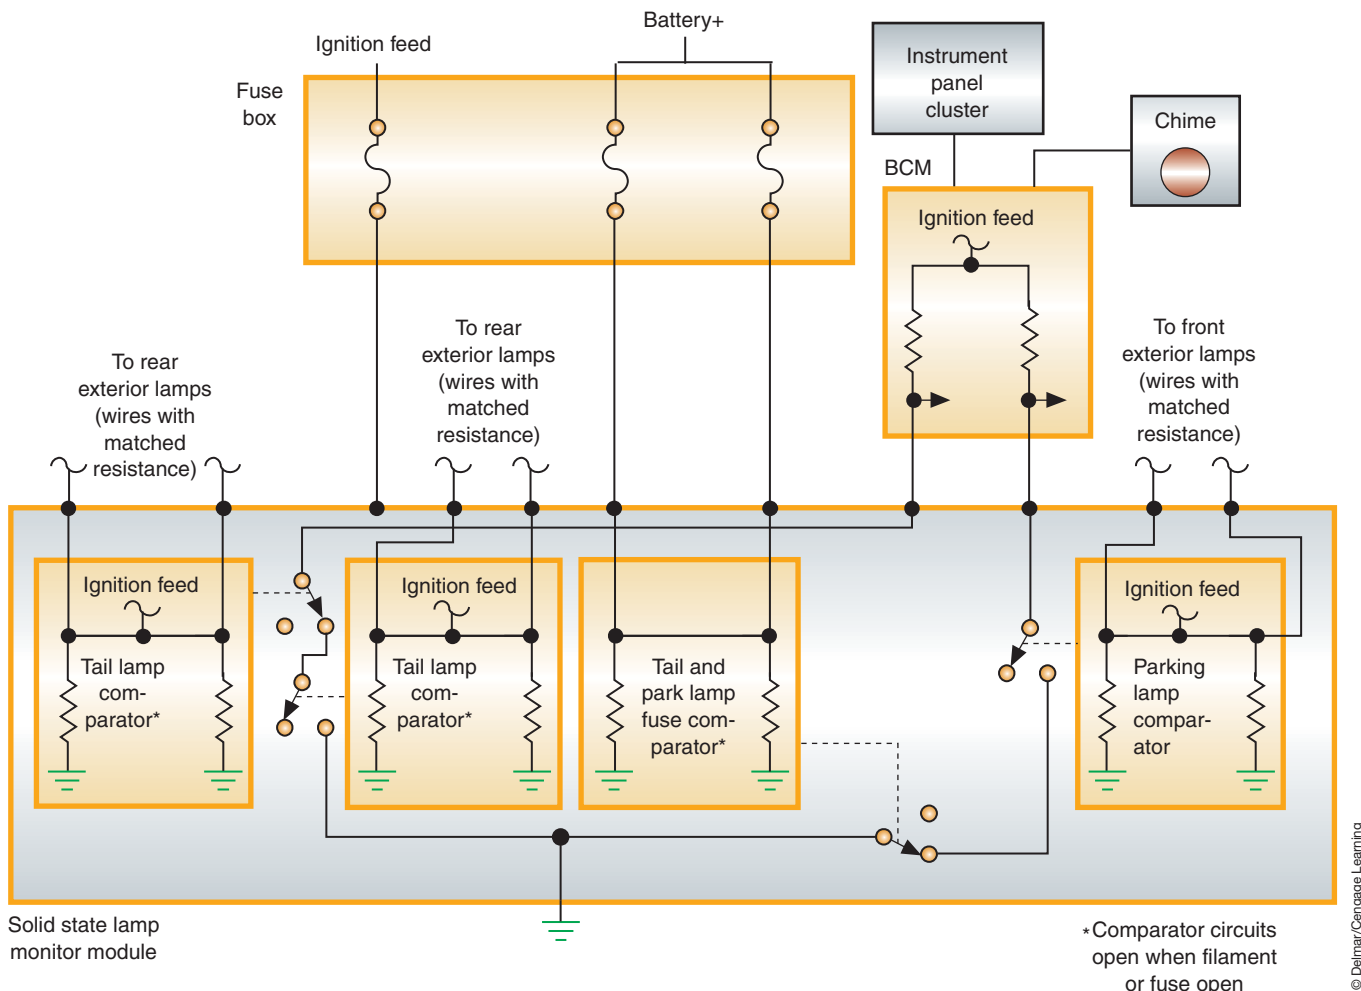 Ignition feed
Battery+
Fuse
box
Instrument
panel
cluster
Chime
BCM
Ignition feed
To rear
exterior lamps
(wires with
matched
resistance)
To rear
exterior lamps
(wires with
matched
resistance)
To front
exterior lamps
(wires with
matched
resistance)
Ignition feed
Tail lamp
com-
parator*
Ignition feed
Tail lamp
com-
parator*
Tail and
park lamp
fuse com-
parator*
Ignition feed
Parking
lamp
compar-
ator
Solid state lamp
monitor module
*Comparator circuits
open when filament
or fuse open
© Delmar/Cengage Learning